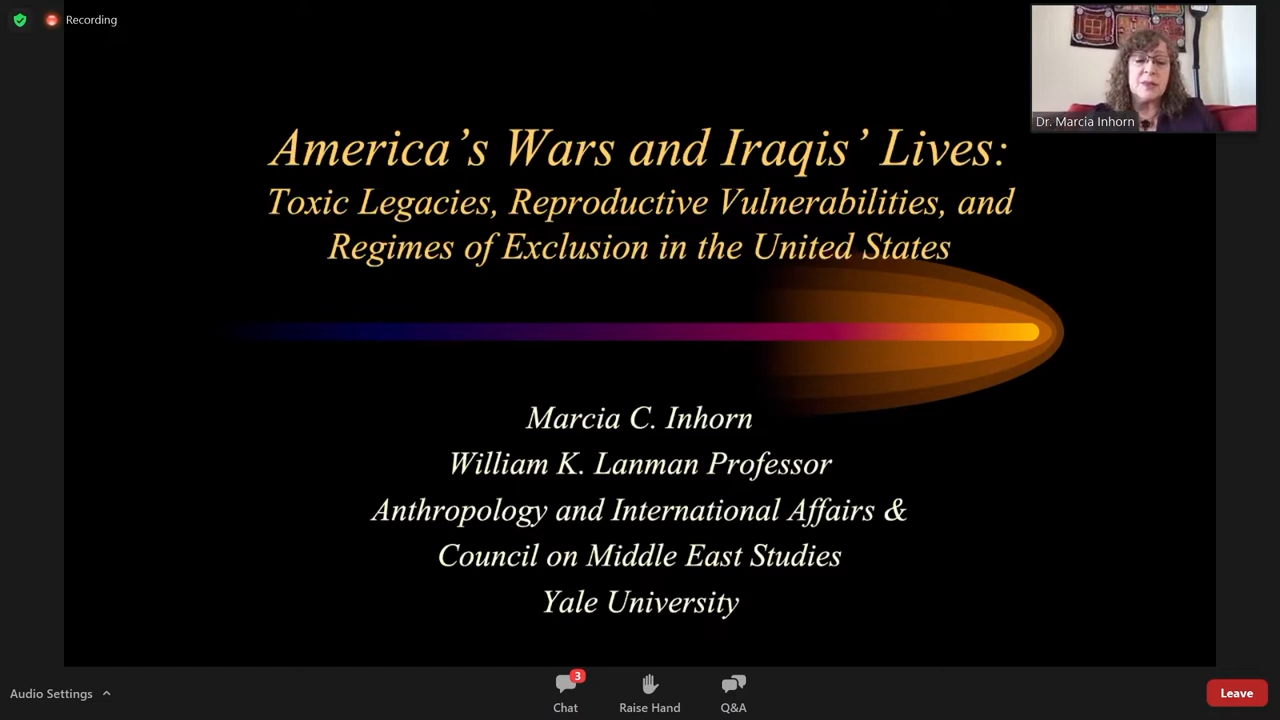 Recording
Dr. Marcia Inhorn
America's Wars and Iraqis' Lives:
Toxic Legacies, Reproductive Vulnerabilities, and
Regimes of Exclusion in the United States
Marcia C. Inhorn
William K. Lanman Professor
Anthropology and International Affairs &
Council on Middle East Studies
Yale University
Audio Settings
3
Chat
Raise Hand
Q&A
Leave